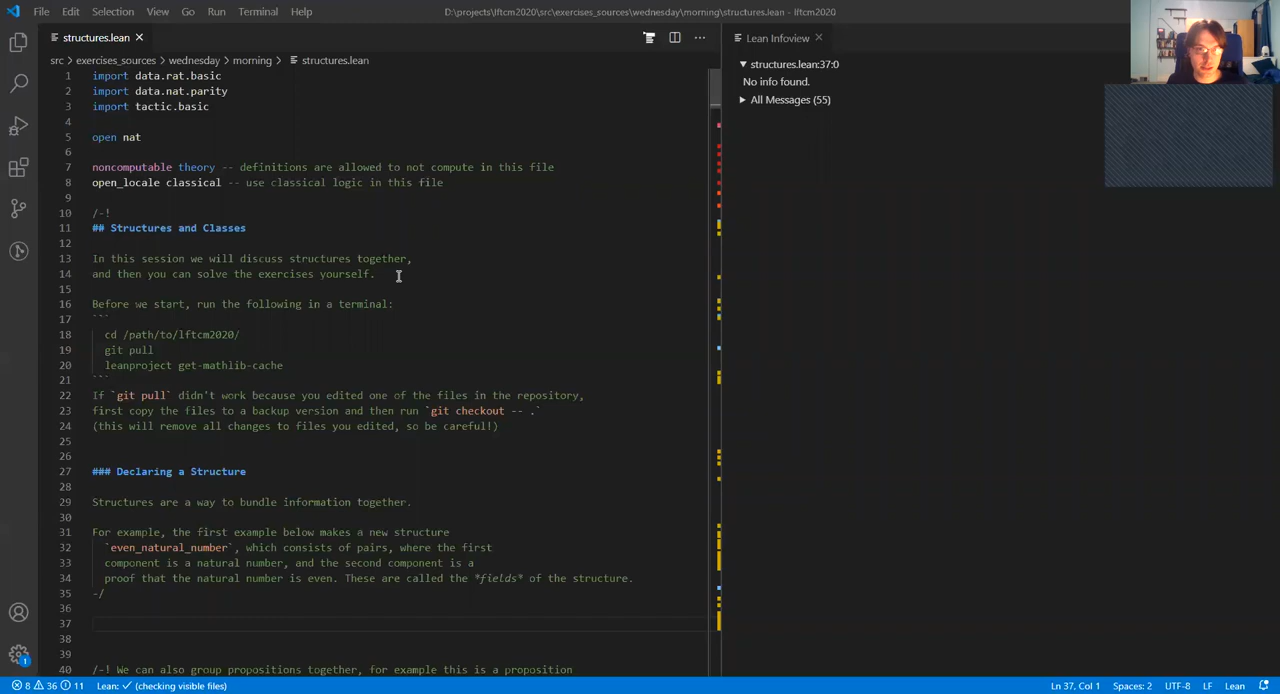 File Edit Selection View Go Run Terminal Help
D:\projects\lftcm2020\src\exercises_sources\wednesday\morning\structures.lean - lftcm2020
structures.lean
Lean Infoview
src > exercises_sources > wednesday > morning > structures.lean
structures.lean:37:0
No info found.
All Messages (55)
1 import data.rat.basic
2 import data.nat.parity
3 import tactic.basic
4
5 open nat
6
7 noncomputable theory -- definitions are allowed to not compute in this file
8 open_locale classical -- use classical logic in this file
9
10 /-!
11 ## Structures and Classes
12
13 In this session we will discuss structures together,
14 and then you can solve the exercises yourself.
15
16 Before we start, run the following in a terminal:
17 ```
18 cd /path/to/lftcm2020/
19 git pull
20 leanproject get-mathlib-cache
21 ```
22 If `git pull` didn't work because you edited one of the files in the repository,
23 first copy the files to a backup version and then run `git checkout -- .`
24 (this will remove all changes to files you edited, so be careful!)
25
26
27 ### Declaring a Structure
28
29 Structures are a way to bundle information together.
30
31 For example, the first example below makes a new structure
32 `even_natural_number`, which consists of pairs, where the first
33 component is a natural number, and the second component is a
34 proof that the natural number is even. These are called the *fields* of the structure.
35 -/
36
37
38
39
40 /-! We can also group propositions together, for example this is a proposition
1
8 36 11 Lean: ✓ (checking visible files)
Ln 37, Col 1 Spaces: 2 UTF-8 LF Lean